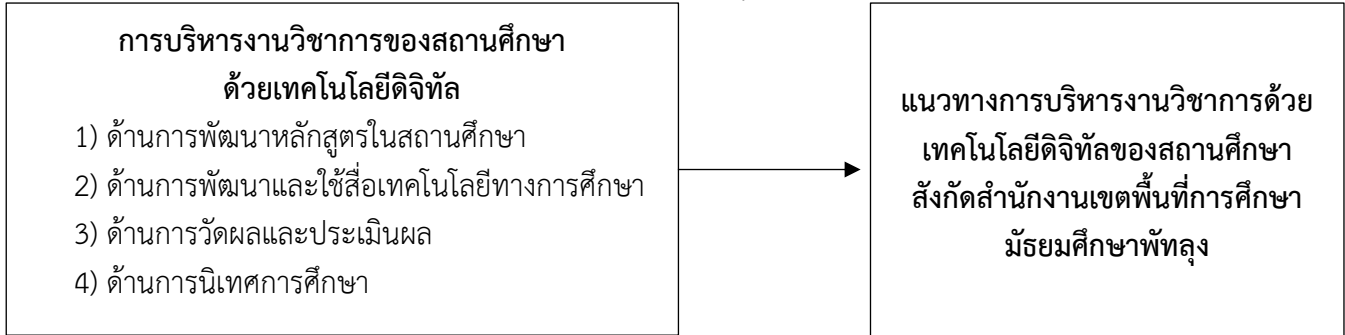 การบริหารงานวิชาการของสถานศึกษา
ด้วยเทคโนโลยีดิจิทัล
1) ด้านการพัฒนาหลักสูตรในสถานศึกษา
2) ด้านการพัฒนาและใช้สื่อเทคโนโลยีทางการศึกษา
3) ด้านการวัดผลและประเมินผล
4) ด้านการนิเทศการศึกษา
แนวทางการบริหารงานวิชาการด้วย
เทคโนโลยีดิจิทัลของสถานศึกษา
สังกัดสำนักงานเขตพื้นที่การศึกษา
มัธยมศึกษาพัทลุง